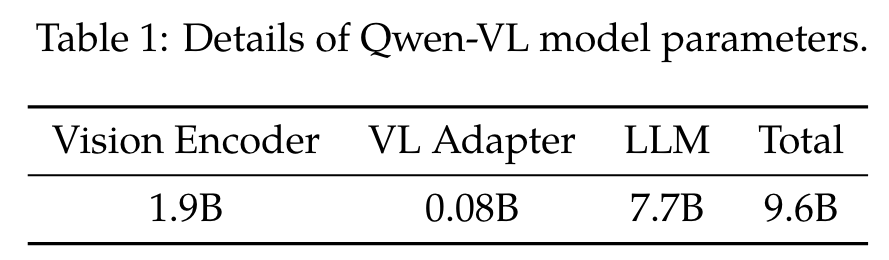 Table 1: Details of Qwen-VL model parameters.
Vision Encoder VL Adapter LLM Total
1.9B 0.08B 7.7B 9.6B